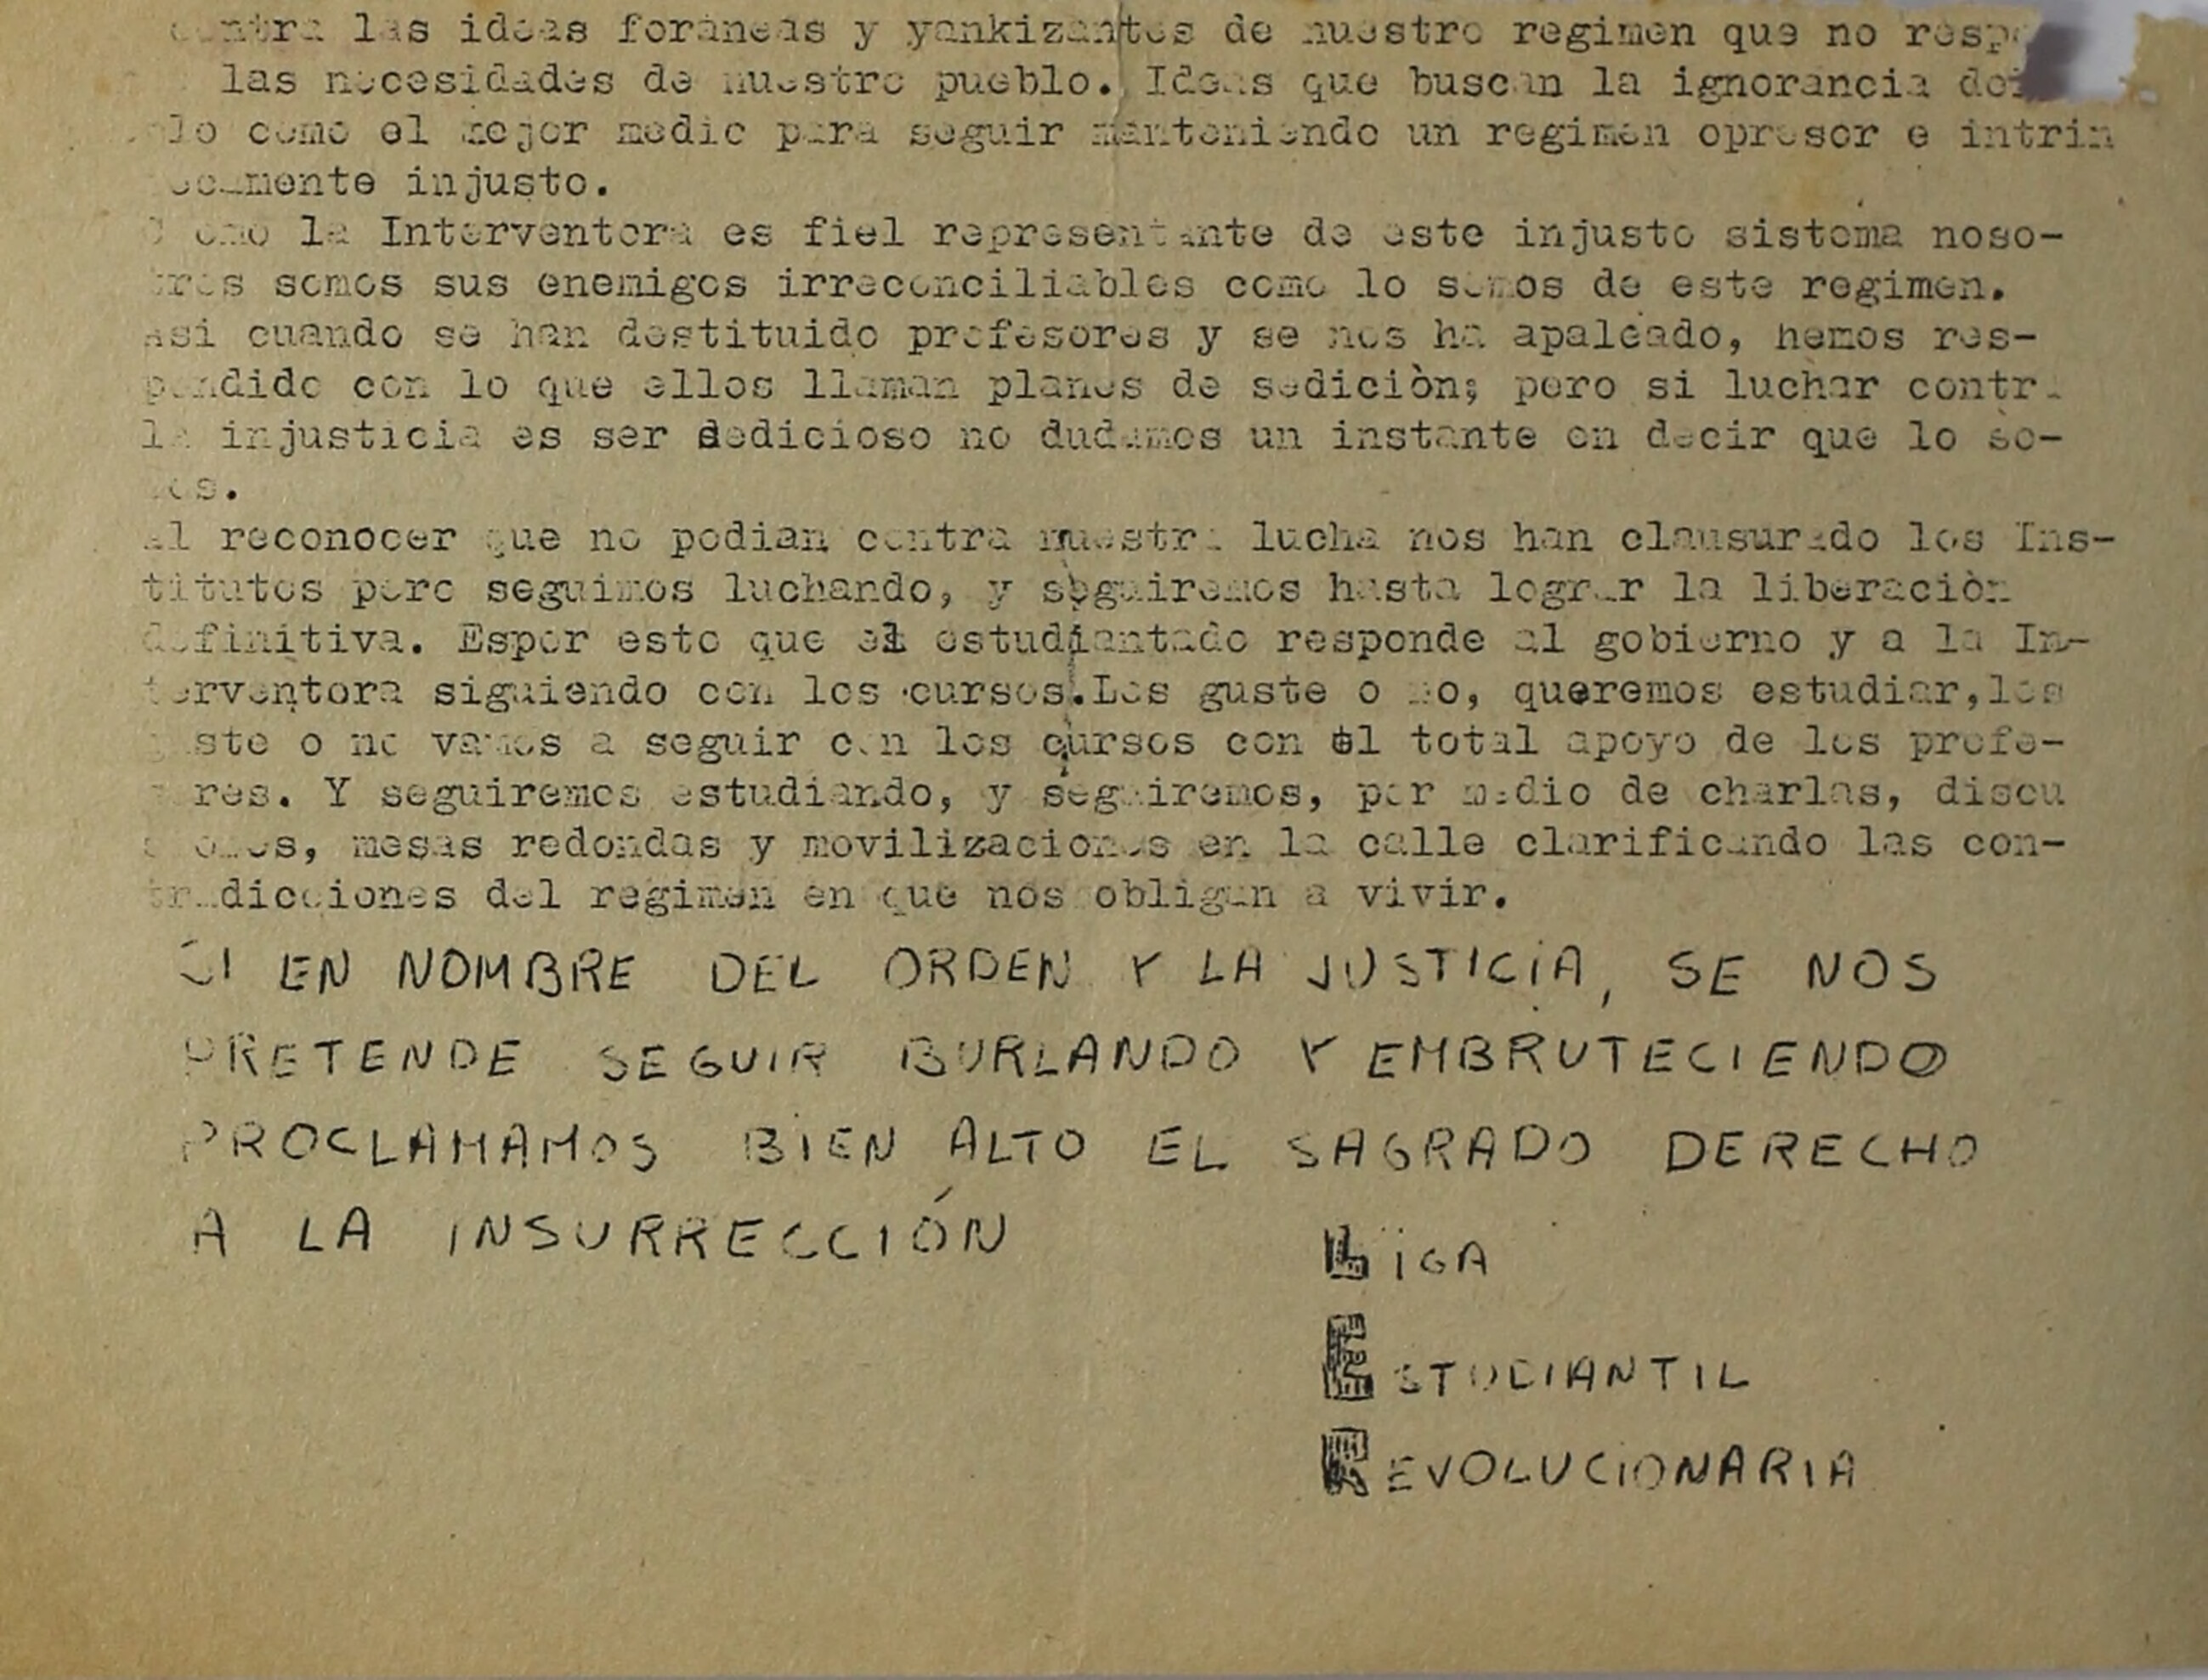 contra las ideas foráneas y yankizantes de nuestro regimen que no
las necesidades de nuestro pueblo. Ideas que buscan la ignorancia
como el mejor medio para seguir manteniendo un regimen opresor e intrin
injusto.
Como la Interventora es fiel representante de este injusto sistema noso-
tros somos sus enemigos irreconciliables como lo somos de este regimen.
Asi cuando se han destituido profesores y se nos ha apaleado, hemos res-
pondido con lo que ellos llaman planes de sediciòn; pero si luchar contra
la injusticia es ser sedicioso no dudamos un instante en decir que lo so-
mos.
Al reconocer que no podian contra nuestra lucha nos han clausurado los Ins-
titutos pero seguimos luchando, y seguiremos hasta lograr la liberaciòn
definitiva. Espor esto que el estudiantado responde al gobierno y a la In-
terventora siguiendo con los cursos.Les guste o no, queremos estudiar,les
guste o no vamos a seguir con los cursos con el total apoyo de los profe-
res. Y seguiremos estudiando, y seguiremos, por medio de charlas, discu
siones, mesas redondas y movilizaciones en la calle clarificando las con-
tradicciones del regimen en que nos obligan a vivir.
SI EN NOMBRE DEL ORDEN Y LA JUSTICIA, SE NOS
PRETENDE SEGUIR BURLANDO Y EMBRUTECIENDO
PROCLAMAMOS BIEN ALTO EL SAGRADO DERECHO
A LA INSURRECCIÓN
LIGA
ESTUDIANTIL
REVOLUCIONARIA